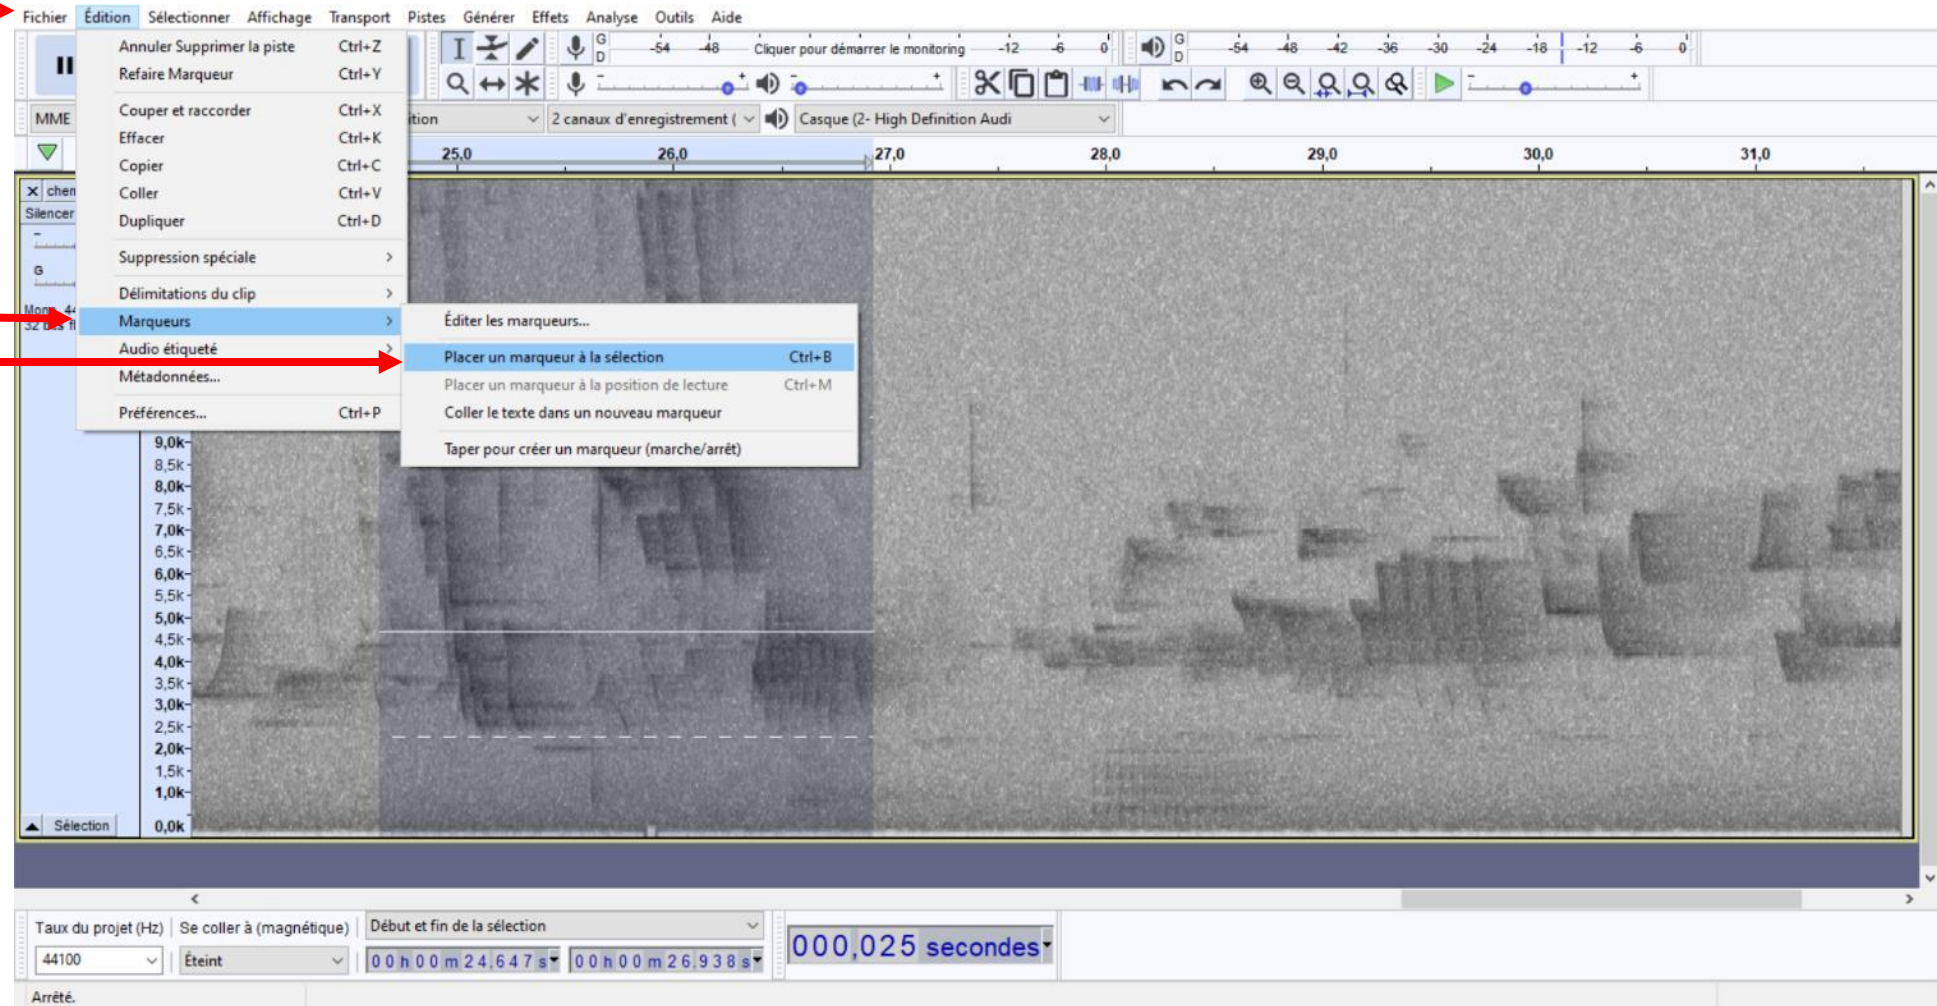 Fichier Édition Sélectionner Affichage Transport Pistes Générer Effets Analyse Outils Aide
Annuler Supprimer la piste Ctrl+Z
Refaire Marqueur Ctrl+Y
Couper et raccorder Ctrl+X
Effacer Ctrl+K
Copier Ctrl+C
Coller Ctrl+V
Dupliquer Ctrl+D
Suppression spéciale >
Délimitations du clip >
Marqueurs >
Audio étiqueté >
Métadonnées...
Préférences... Ctrl+P
Éditer les marqueurs...
Placer un marqueur à la sélection Ctrl+B
Placer un marqueur à la position de lecture Ctrl+M
Coller le texte dans un nouveau marqueur
Taper pour créer un marqueur (marche/arrêt)
G D -54 -48 Cliquer pour démarrer le monitoring -12 -6 0
G D -54 -48 -42 -36 -30 -24 -18 -12 -6 0
- + - + - +
MME 2 canaux d'enregistrement ( Casque (2- High Definition Audi
25,0 26,0 27,0 28,0 29,0 30,0 31,0
X chem
Silencer
-
G
9,0k
8,5k
8,0k
7,5k
7,0k
6,5k
6,0k
5,5k
5,0k
4,5k
4,0k
3,5k
3,0k
2,5k
2,0k
1,5k
1,0k
0,0k
Sélection
Taux du projet (Hz) Se coller à (magnétique) Début et fin de la sélection
44100 Éteint 00 h 00 m 24,647 s 00 h 00 m 26,938 s 000,025 secondes
Arrêté.